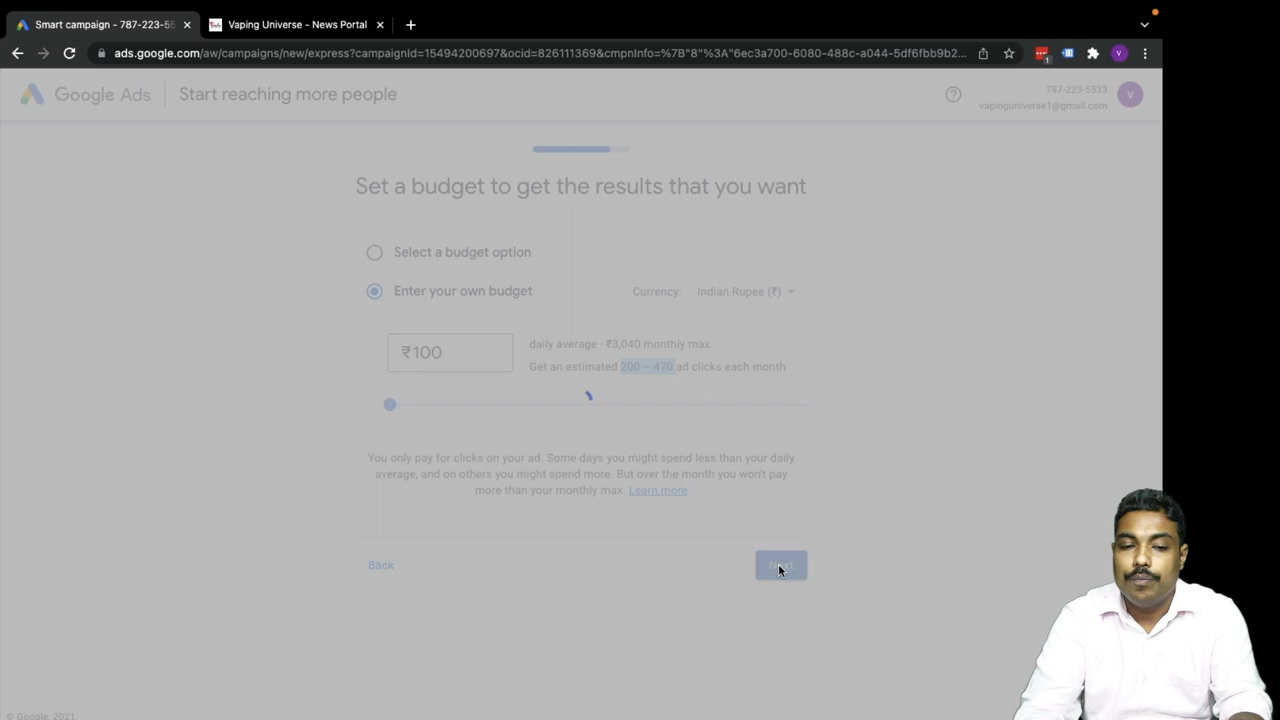 Smart campaign - 787-223-55
Vaping Universe - News Portal
ads.google.com/aw/campaigns/new/express?campaignId=15494200697&ocid=826111369&cmpnInfo=%7B"8"%3A"6ec3a700-6080-488c-a044-5df6fbb9b2...
1
V
Google Ads
Start reaching more people
787-223-5533
vapinguniverse1@gmail.com
V
Set a budget to get the results that you want
Select a budget option
Enter your own budget
Currency:
Indian Rupee (₹)
₹100
daily average · ₹3,040 monthly max
Get an estimated 200 – 470 ad clicks each month
You only pay for clicks on your ad. Some days you might spend less than your daily
average, and on others you might spend more. But over the month you won't pay
more than your monthly max. Learn more
Back
Next
© Google, 2021.